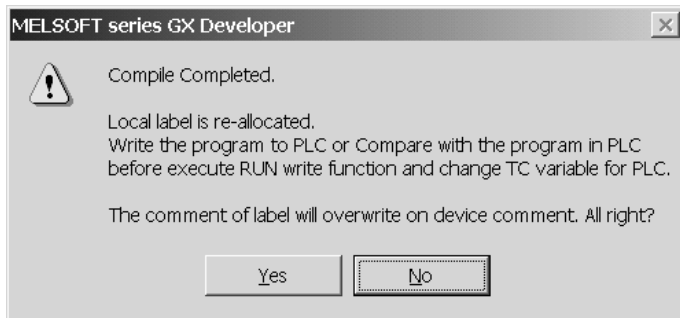 MELSOFT series GX Developer
Compile Completed.
Local label is re-allocated.
Write the program to PLC or Compare with the program in PLC
before execute RUN write function and change TC variable for PLC.
The comment of label will overwrite on device comment. All right?
Yes
No